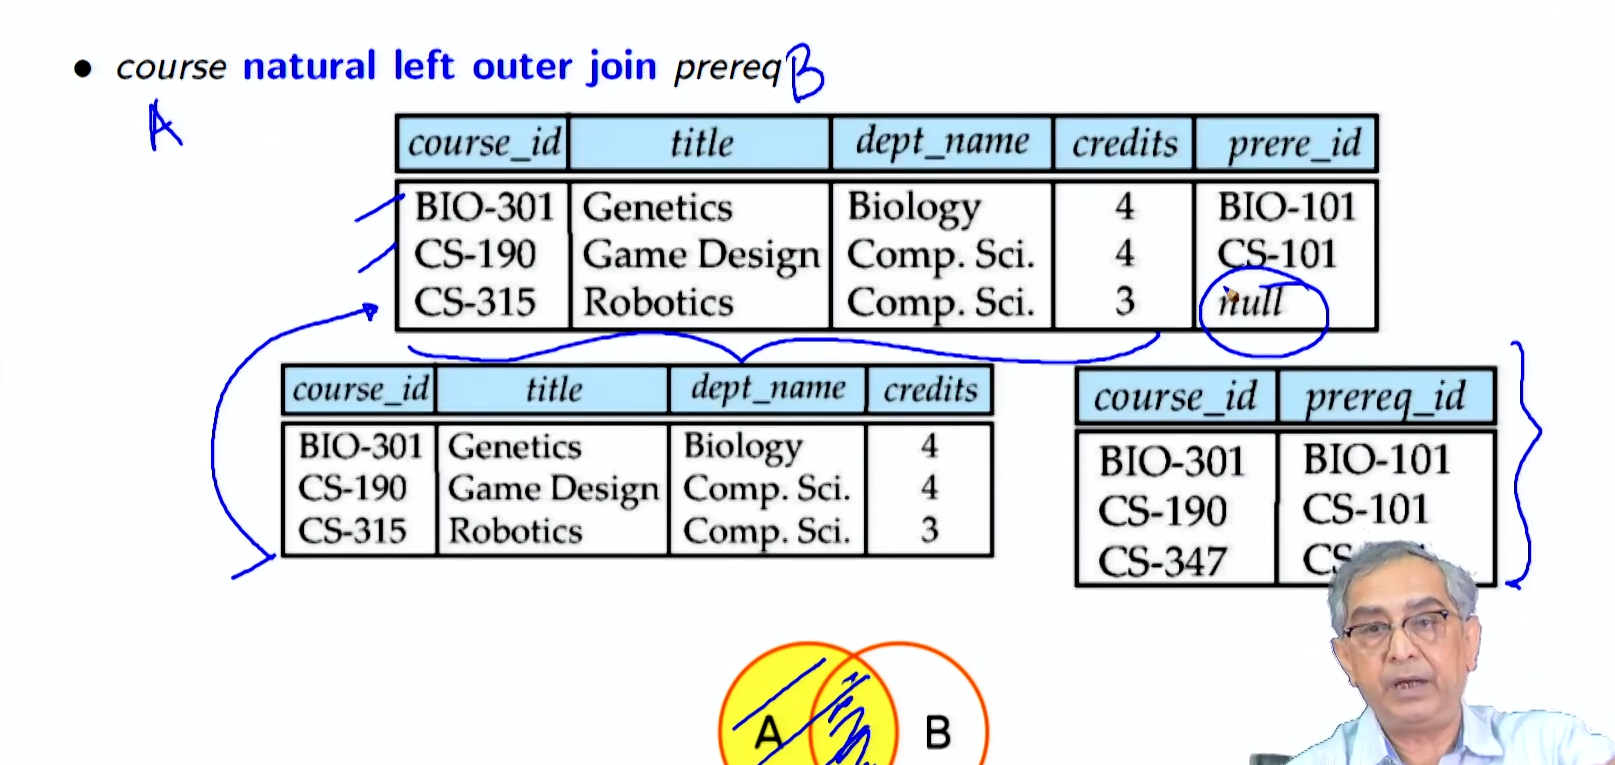 • course natural left outer join prereq B
A
course_id title dept_name credits prere_id
BIO-301 Genetics Biology 4 BIO-101
CS-190 Game Design Comp. Sci. 4 CS-101
CS-315 Robotics Comp. Sci. 3 null
course_id title dept_name credits
BIO-301 Genetics Biology 4
CS-190 Game Design Comp. Sci. 4
CS-315 Robotics Comp. Sci. 3
course_id prereq_id
BIO-301 BIO-101
CS-190 CS-101
CS-347
A B